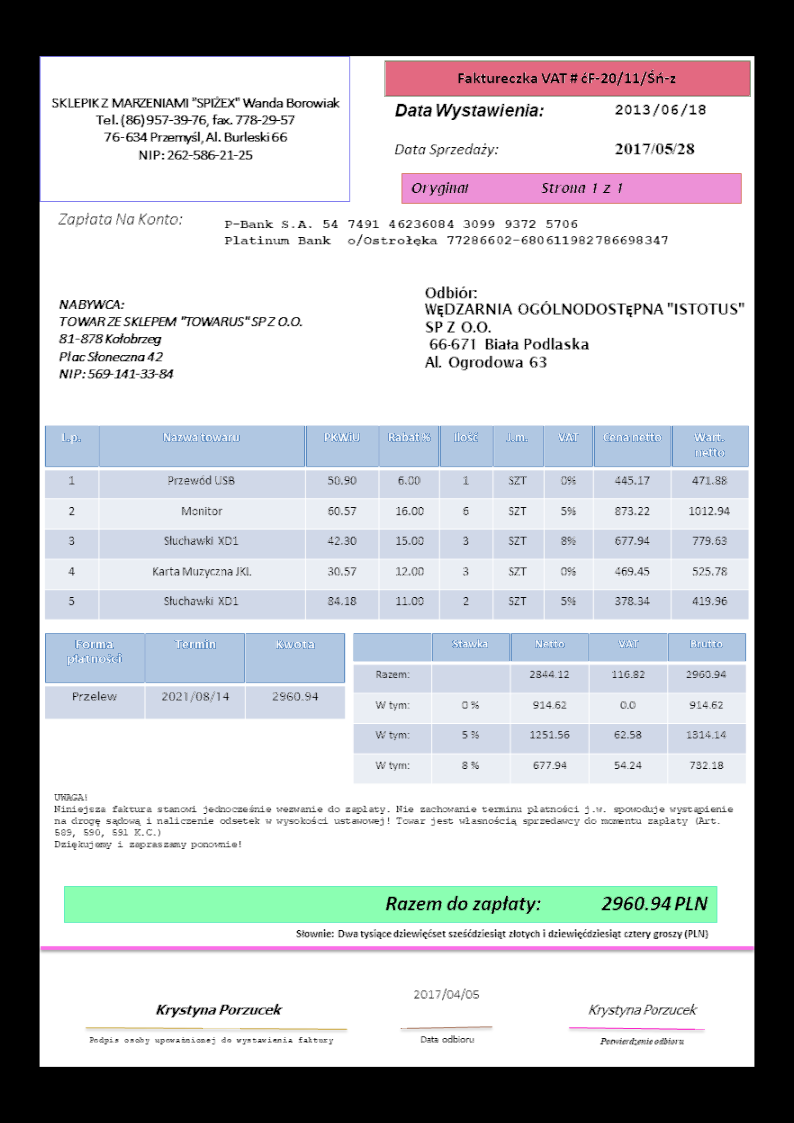 SKLEPIK Z MARZENIAMI "SPIŻEX" Wanda Borowiak
Tel. (86) 957-39-76, fax. 778-29-57
76-634 Przemyśl, Al. Burleski 66
NIP: 262-586-21-25
Faktureczka VAT # ćF-20/11/Śń-z
Data Wystawienia: 2013/06/18
Data Sprzedaży: 2017/05/28
Oryginał Strona 1 z 1
Zapłata Na Konto:
P-Bank S.A. 54 7491 46236084 3099 9372 5706
Platinum Bank o/Ostrołęka 77286602-680611982786698347
NABYWCA:
TOWAR ZE SKLEPEM "TOWARUS" SP Z O.O.
81-878 Kołobrzeg
Plac Słoneczna 42
NIP: 569-141-33-84
Odbiór:
WĘDZARNIA OGÓLNODOSTĘPNA "ISTOTUS"
SP Z O.O.
66-671 Biała Podlaska
Al. Ogrodowa 63
L.p. Nazwa towaru PKWiU Rabat % Ilość J.m. VAT Cena netto Wart. netto
1 Przewód USB 50.90 6.00 1 SZT 0% 445.17 471.88
2 Monitor 60.57 16.00 6 SZT 5% 873.22 1012.94
3 Słuchawki XD1 42.30 15.00 3 SZT 8% 677.94 779.63
4 Karta Muzyczna JKL 30.57 12.00 3 SZT 0% 469.45 525.78
5 Słuchawki XD1 84.18 11.00 2 SZT 5% 378.34 419.96
Forma płatności Termin Kwota
Przelew 2021/08/14 2960.94
Stawka Netto VAT Brutto
Razem: 2844.12 116.82 2960.94
W tym: 0 % 914.62 0.0 914.62
W tym: 5 % 1251.56 62.58 1314.14
W tym: 8 % 677.94 54.24 732.18
UWAGA!
Niniejsza faktura stanowi jednocześnie wezwanie do zapłaty. Nie zachowanie terminu płatności j.w. spowoduje wystąpienie
na drogę sądową i naliczenie odsetek w wysokości ustawowej! Towar jest własnością sprzedawcy do momentu zapłaty (Art.
589, 590, 591 K.C.)
Dziękujemy i zapraszamy ponownie!
Razem do zapłaty: 2960.94 PLN
Słownie: Dwa tysiące dziewięćset sześćdziesiąt złotych i dziewięćdziesiąt cztery groszy (PLN)
Krystyna Porzucek
2017/04/05
Krystyna Porzucek
Podpis osoby upoważnionej do wystawienia faktury
Data odbioru
Potwierdzenie odbioru